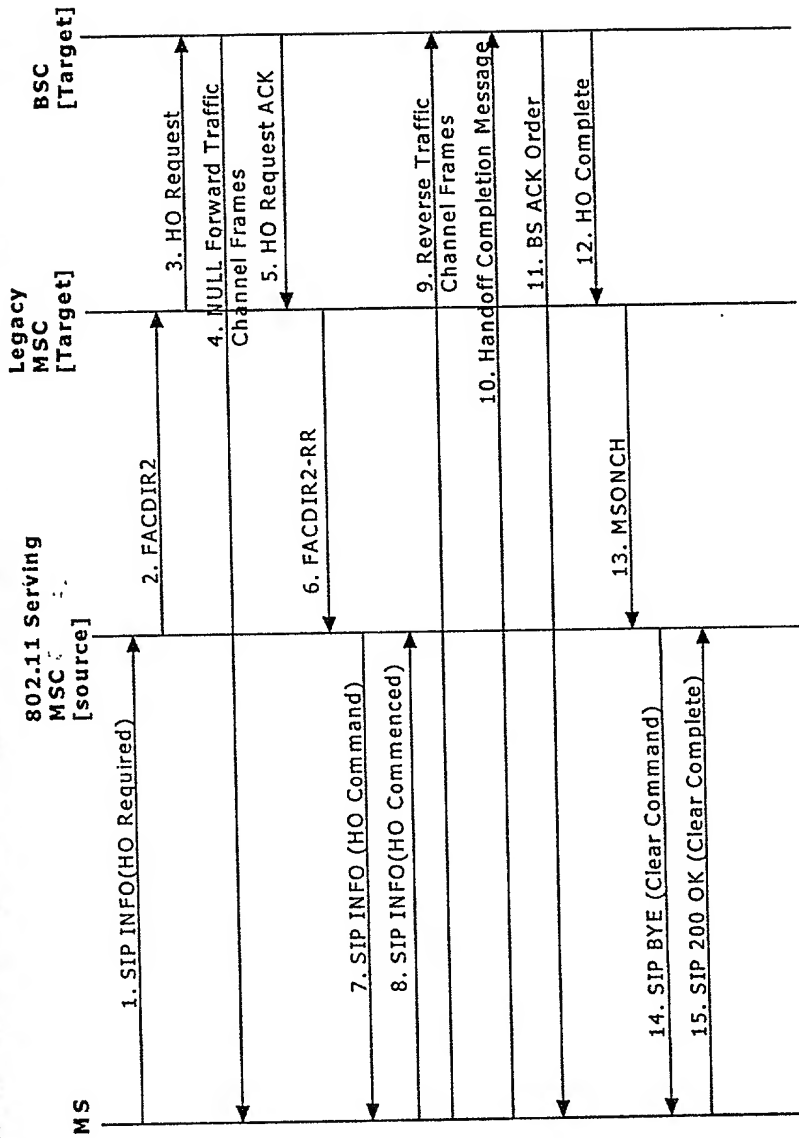 MS
802.11 Serving
MSC
[source]
Legacy
MSC
[Target]
BSC
[Target]
1. SIP INFO(HO Required)
2. FACDIR2
3. HO Request
4. NULL Forward Traffic
Channel Frames
5. HO Request ACK
6. FACDIR2-RR
7. SIP INFO (HO Command)
8. SIP INFO(HO Commenced)
9. Reverse Traffic
Channel Frames
10. Handoff Completion Message
11. BS ACK Order
12. HO Complete
13. MSONCH
14. SIP BYE (Clear Command)
15. SIP 200 OK (Clear Complete)